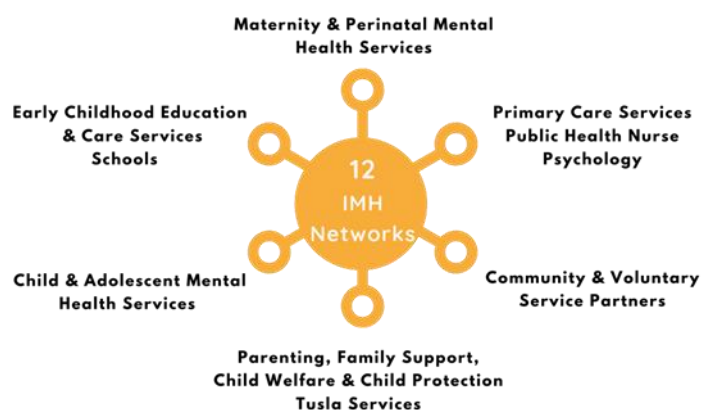 Maternity & Perinatal Mental
Health Services
Early Childhood Education
& Care Services
Schools
Primary Care Services
Public Health Nurse
Psychology
12
IMH
Networks
Child & Adolescent Mental
Health Services
Community & Voluntary
Service Partners
Parenting, Family Support,
Child Welfare & Child Protection
Tusla Services